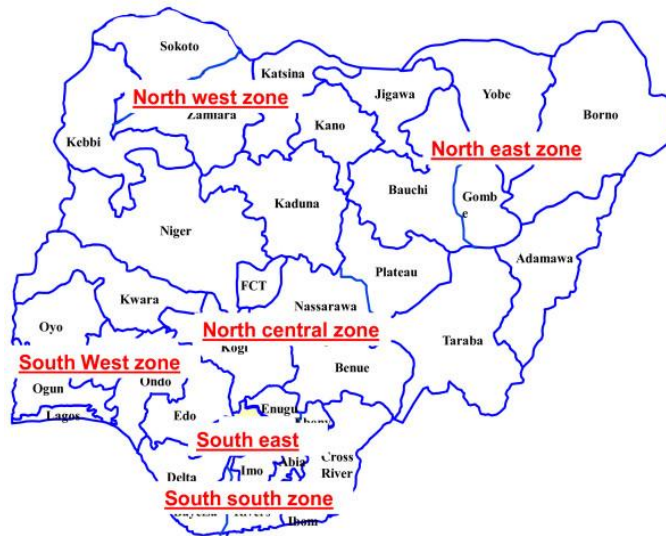 Sokoto
Katsina
Jigawa
Yobe
Borno
North west zone
Zamfara
Kano
Kebbi
North east zone
Bauchi
Gomb
e
Kaduna
Niger
Adamawa
Plateau
FCT
Kwara
Nassarawa
Oyo
North central zone
Taraba
Kogi
South West zone
Benue
Ogun
Ondo
Lagos
Edo
Enugu
South east
Imo
Abia
Cross
River
Delta
South south zone
Ibom